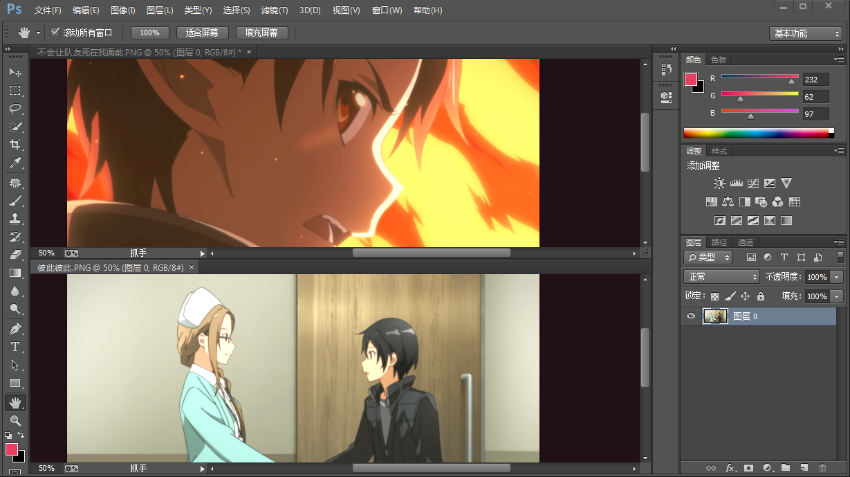 Ps 文件(F) 编辑(E) 图像(I) 图层(L) 类型(Y) 选择(S) 滤镜(T) 3D(D) 视图(V) 窗口(W) 帮助(H)
滚动所有窗口 100% 适合屏幕 填充屏幕 基本功能
不会让队友死在我面前.PNG @ 50% (图层 0, RGB/8#) * ×
颜色 色板
R 232
G 62
B 97
调整 样式
添加调整
50% 抓手
图层 路径 通道
彼此彼此.PNG @ 50% (图层 0, RGB/8#) ×
类型
正常 不透明度: 100%
锁定: 填充: 100%
图层 0
T
50% 抓手
fx